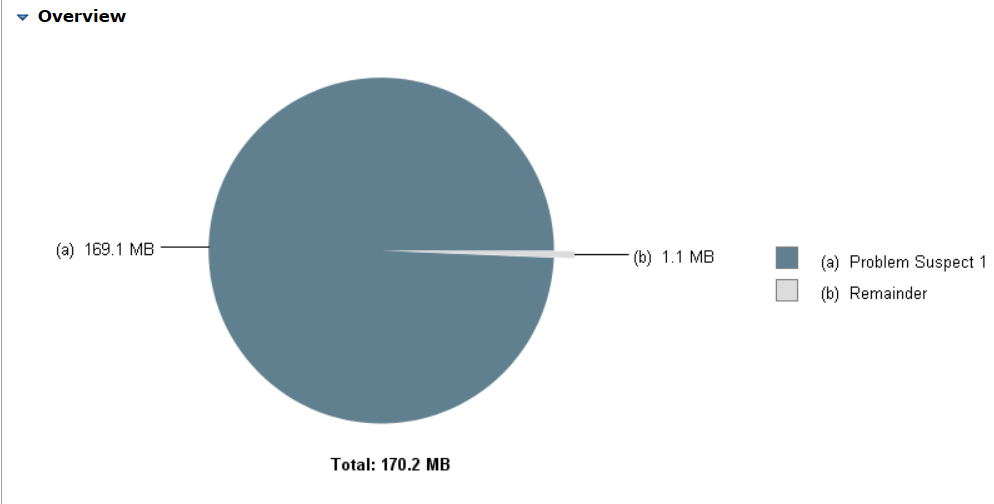 Overview
(a) 169.1 MB
(b) 1.1 MB
(a) Problem Suspect 1
(b) Remainder
Total: 170.2 MB